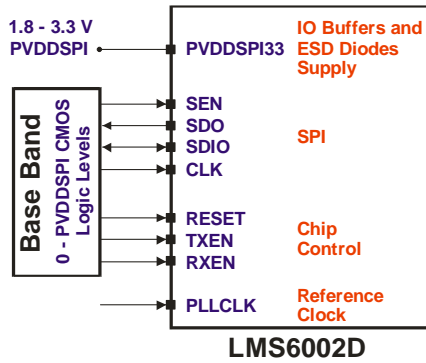 1.8 - 3.3 V
PVDDSPI
PVDDSPI33
IO Buffers and
ESD Diodes
Supply
Base Band
0 - PVDDSPI CMOS
Logic Levels
SEN
SDO
SDIO
CLK
SPI
RESET
TXEN
RXEN
Chip
Control
PLLCLK
Reference
Clock
LMS6002D